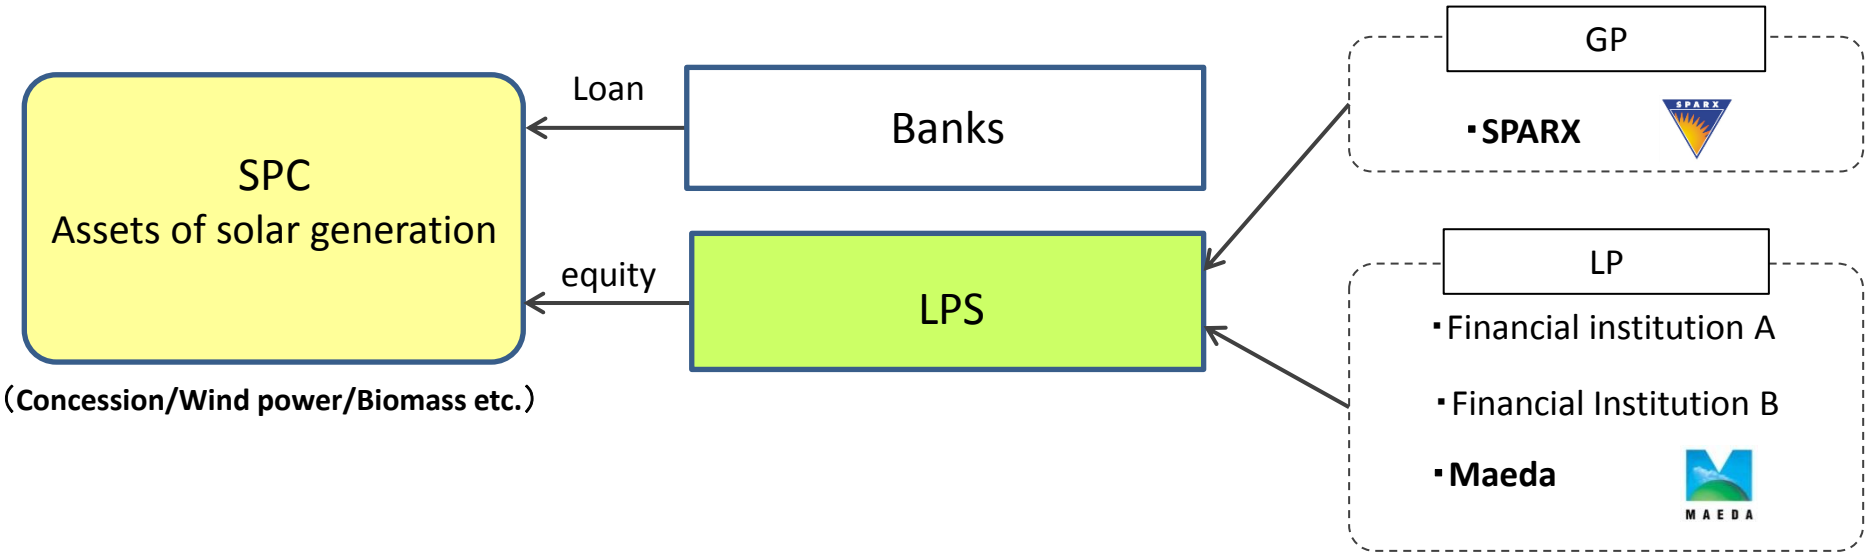 SPC
Assets of solar generation
（Concession/Wind power/Biomass etc.）
Loan
equity
Banks
LPS
GP
・SPARX
SPARX
LP
・Financial institution A
・Financial Institution B
・Maeda
MAEDA